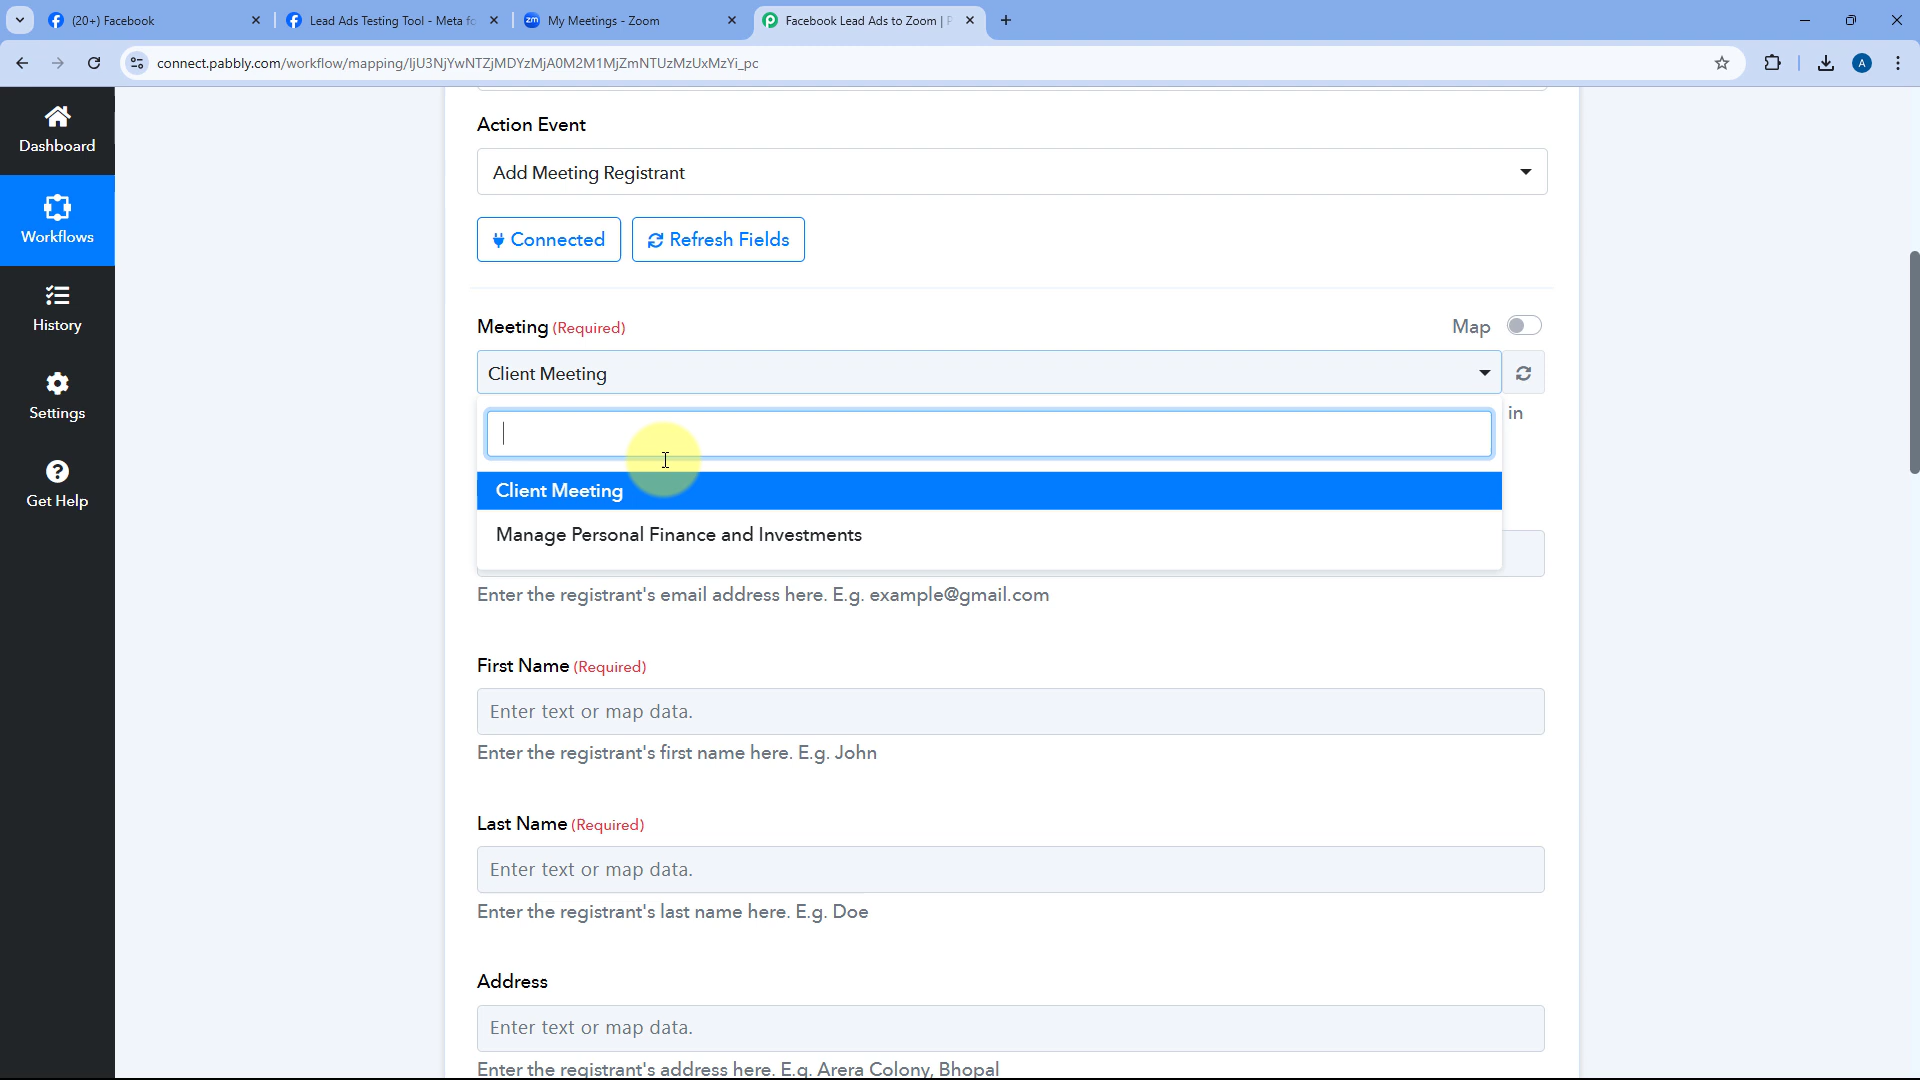 (20+) Facebook
Lead Ads Testing Tool - Meta fo
zm My Meetings - Zoom
Facebook Lead Ads to Zoom | P
connect.pabbly.com/workflow/mapping/IjU3NjYwNTZjMDYzMjA0M2M1MjZmNTUzMzUxMzYi_pc
A
Dashboard
Workflows
History
Settings
Get Help
Action Event
Add Meeting Registrant
Connected
Refresh Fields
Meeting (Required)
Map
Client Meeting
in
Client Meeting
Manage Personal Finance and Investments
Enter the registrant's email address here. E.g. example@gmail.com
First Name (Required)
Enter text or map data.
Enter the registrant's first name here. E.g. John
Last Name (Required)
Enter text or map data.
Enter the registrant's last name here. E.g. Doe
Address
Enter text or map data.
Enter the registrant's address here. E.g. Arera Colony, Bhopal